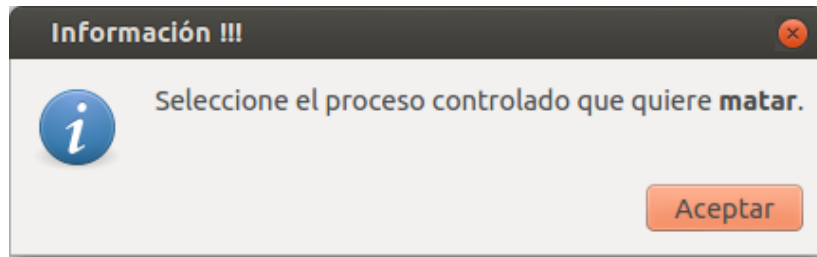 Información !!!
Seleccione el proceso controlado que quiere matar.
Aceptar